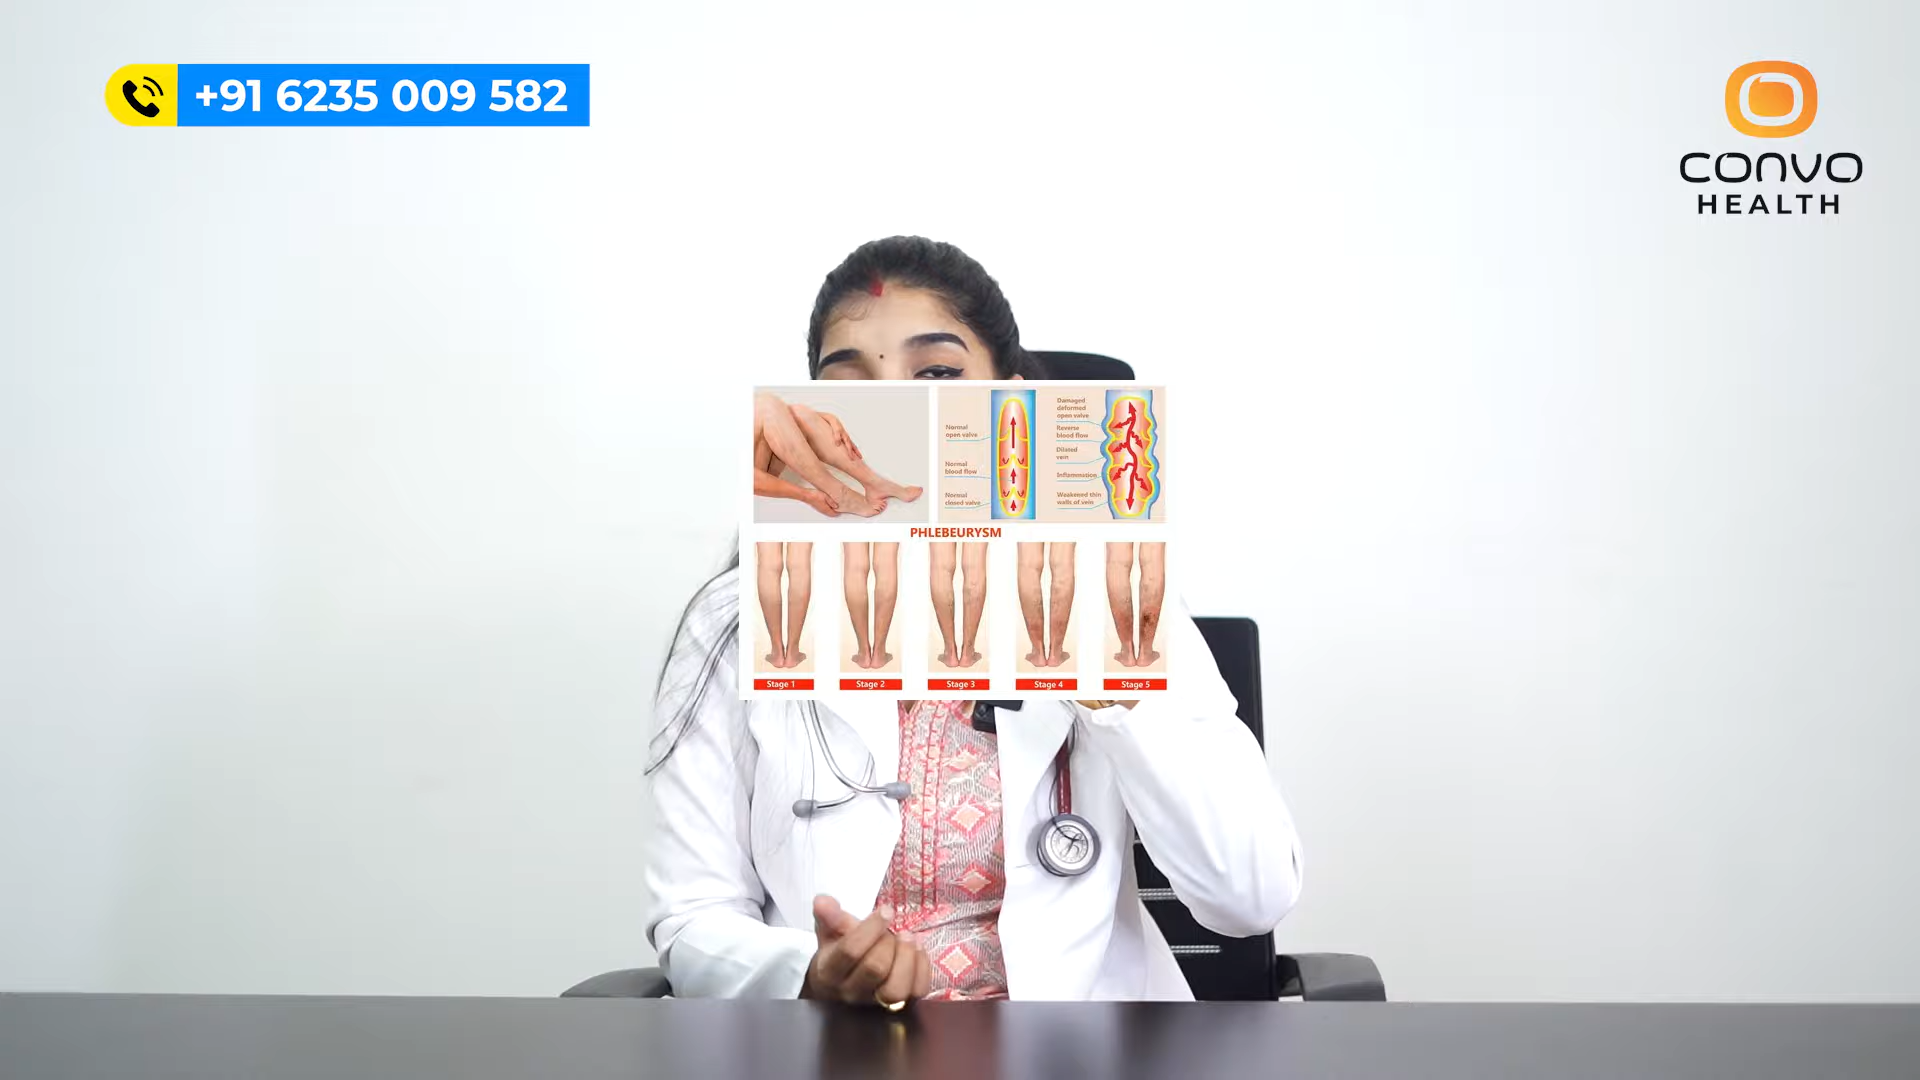 +91 6235 009 582
CONVO
HEALTH
Normal
open valve
Normal
blood flow
Normal
closed valve
Damaged
deformed
open valve
Reverse
blood flow
Dilated
vein
Inflammation
Weakened thin
walls of vein
PHLEBEURYSM
Stage 1
Stage 2
Stage 3
Stage 4
Stage 5